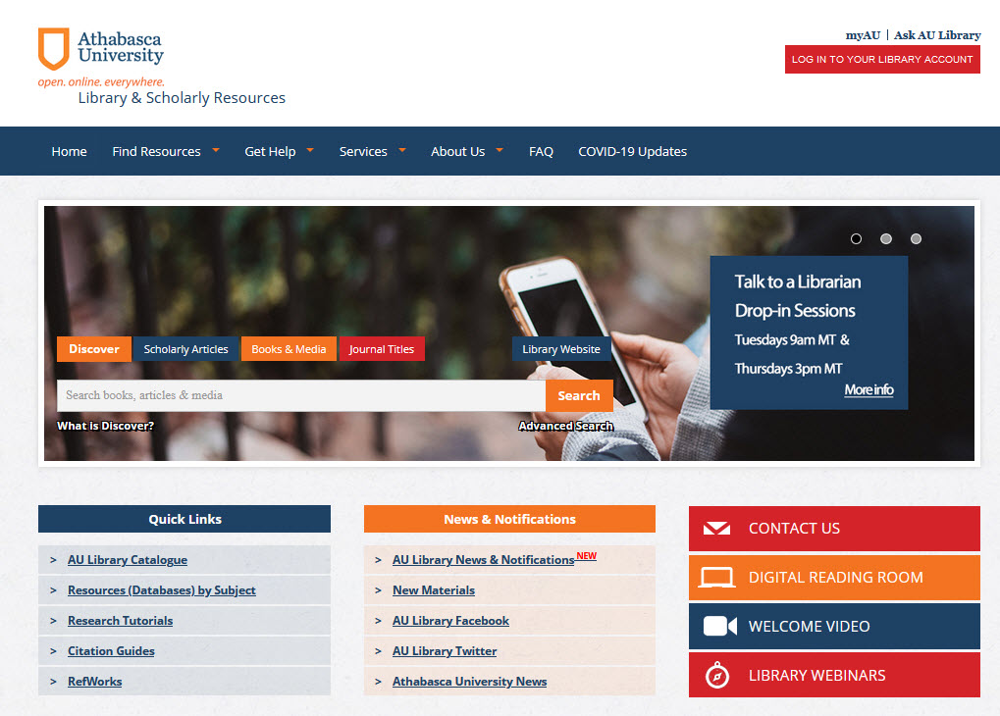 Athabasca
University
open. online. everywhere.
Library & Scholarly Resources
myAU | Ask AU Library
LOG IN TO YOUR LIBRARY ACCOUNT
Home Find Resources Get Help Services About Us FAQ COVID-19 Updates
Talk to a Librarian
Drop-in Sessions
Tuesdays 9am MT &
Thursdays 3pm MT
More info
Discover Scholarly Articles Books & Media Journal Titles Library Website
Search books, articles & media Search
What is Discover? Advanced Search
Quick Links
> AU Library Catalogue
> Resources (Databases) by Subject
> Research Tutorials
> Citation Guides
> RefWorks
News & Notifications
> AU Library News & Notifications NEW
> New Materials
> AU Library Facebook
> AU Library Twitter
> Athabasca University News
CONTACT US
DIGITAL READING ROOM
WELCOME VIDEO
LIBRARY WEBINARS